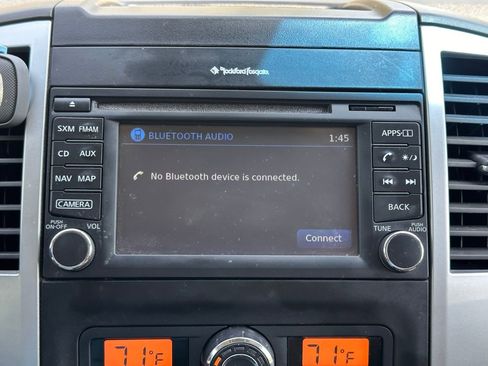 Rockford Fosgate
SXM FM·AM
CD AUX
NAV MAP
CAMERA
PUSH ON·OFF VOL
BLUETOOTH AUDIO 1:45
No Bluetooth device is connected.
Connect
APPS
BACK
TUNE PUSH AUDIO
71°F 71°F